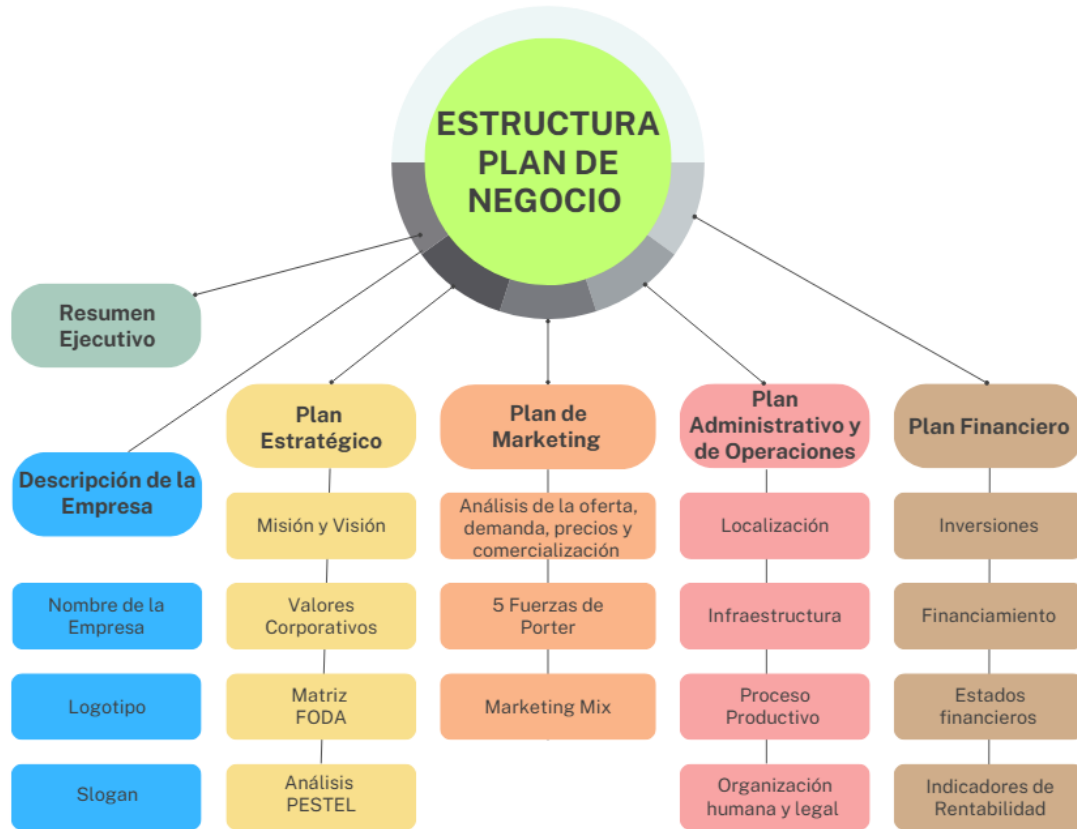 ESTRUCTURA
PLAN DE
NEGOCIO
Resumen
Ejecutivo
Descripción de la
Empresa
Nombre de la
Empresa
Logotipo
Slogan
Plan
Estratégico
Misión y Visión
Valores
Corporativos
Matriz
FODA
Análisis
PESTEL
Plan de
Marketing
Análisis de la oferta,
demanda, precios y
comercialización
5 Fuerzas de
Porter
Marketing Mix
Plan
Administrativo y
de Operaciones
Localización
Infraestructura
Proceso
Productivo
Organización
humana y legal
Plan Financiero
Inversiones
Financiamiento
Estados
financieros
Indicadores de
Rentabilidad